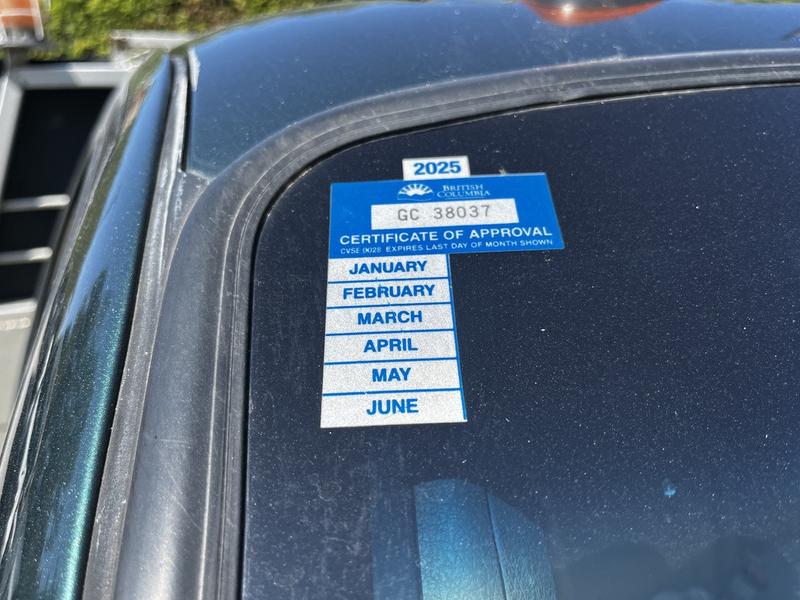 2025
BRITISH
COLUMBIA
GC 38037
CERTIFICATE OF APPROVAL
CVSE 0028 EXPIRES LAST DAY OF MONTH SHOWN
JANUARY
FEBRUARY
MARCH
APRIL
MAY
JUNE